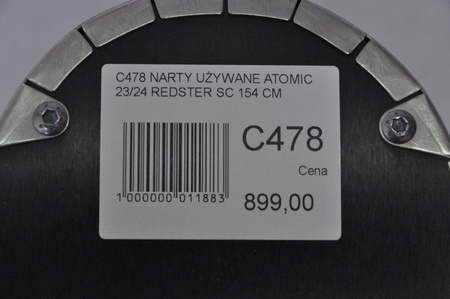 C478 NARTY UŻYWANE ATOMIC
23/24 REDSTER SC 154 CM
C478
Cena
1 000000 011883
899,00